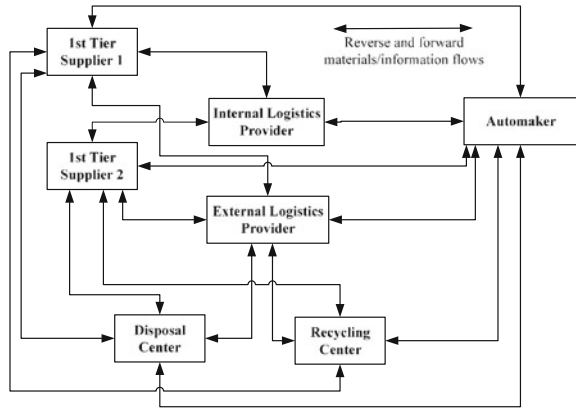 1st Tier
Supplier 1
Reverse and forward
materials/information flows
Internal Logistics
Provider
Automaker
1st Tier
Supplier 2
External Logistics
Provider
Disposal
Center
Recycling
Center